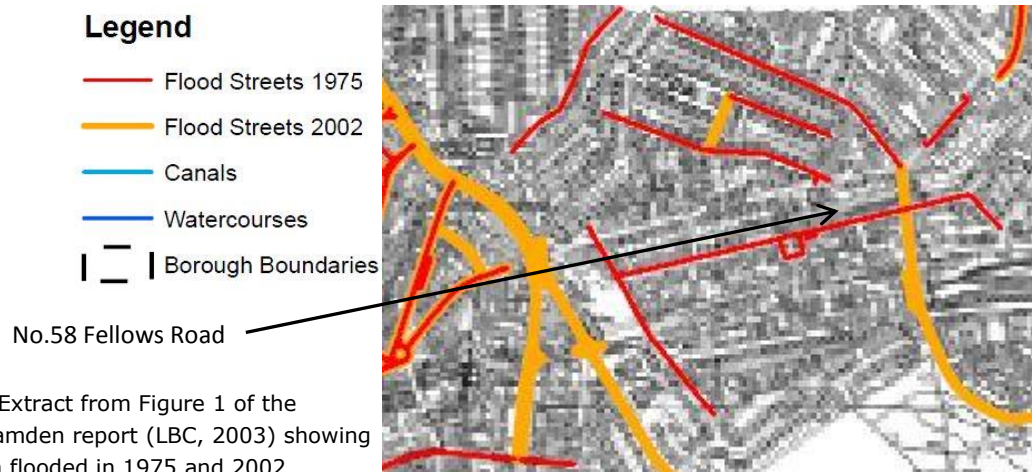 Legend
Flood Streets 1975
Flood Streets 2002
Canals
Watercourses
Borough Boundaries
No.58 Fellows Road
Extract from Figure 1 of the
amden report (LBC, 2003) showing
flooded in 1975 and 2002